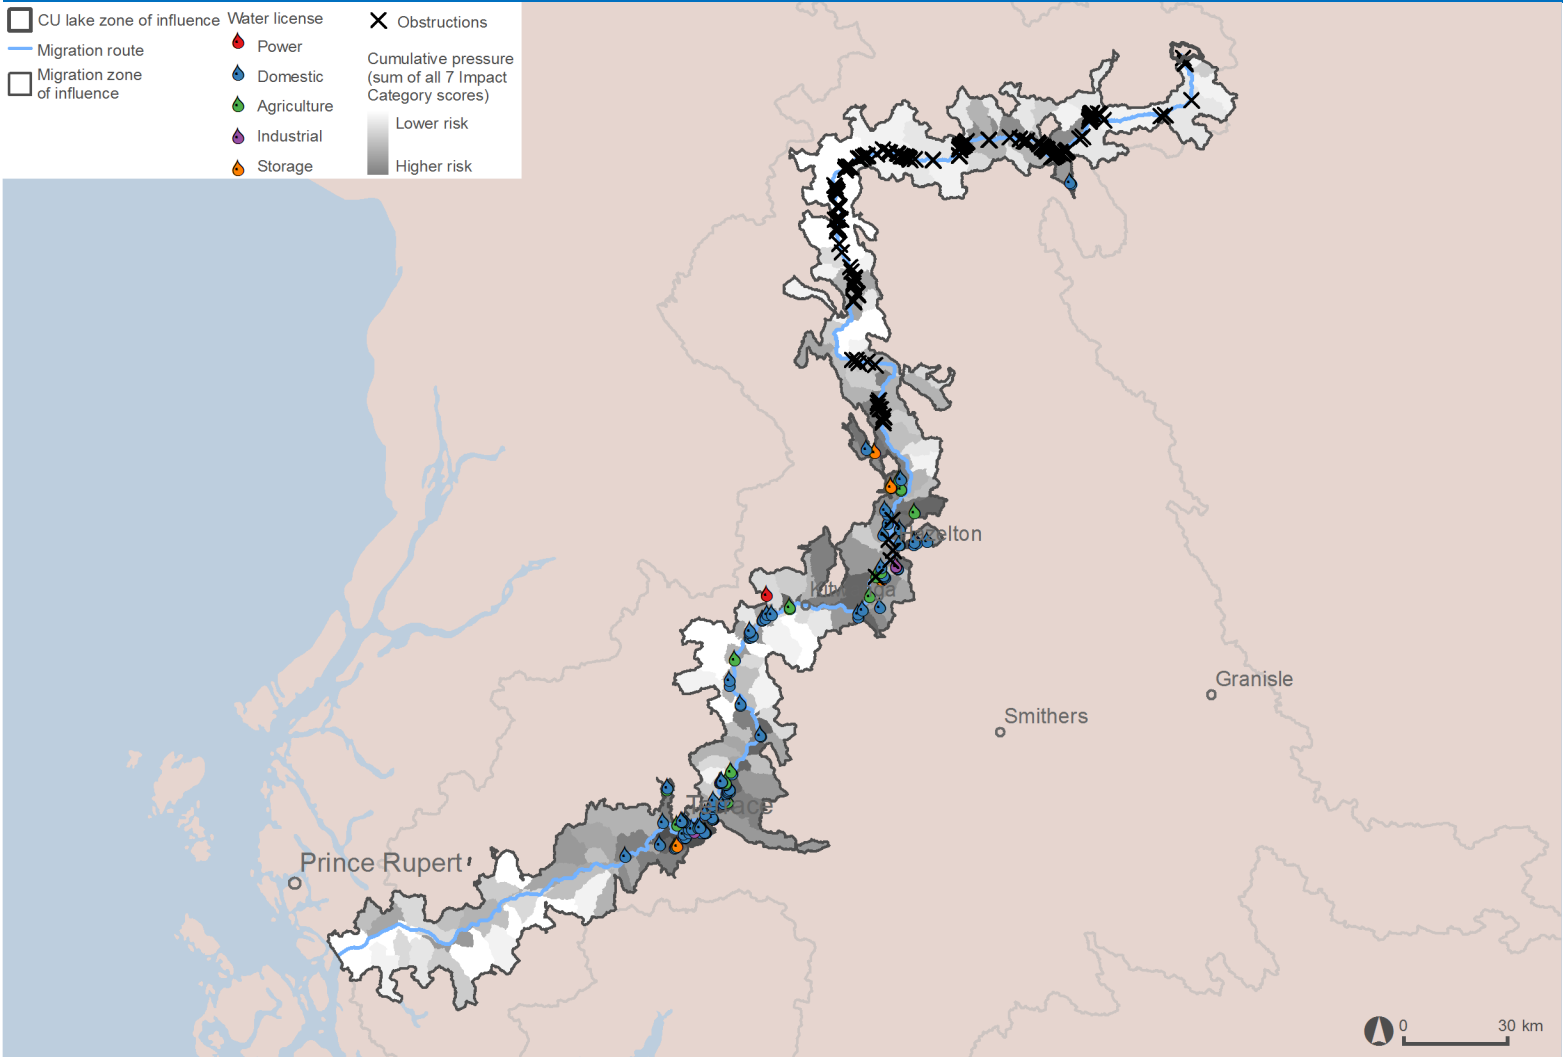 CU lake zone of influence
Migration route
Migration zone
of influence
Water license
Power
Domestic
Agriculture
Industrial
Storage
Obstructions
Cumulative pressure
(sum of all 7 Impact
Category scores)
Lower risk
Higher risk
Granisle
Smithers
Terrace
Prince Rupert
0 30 km